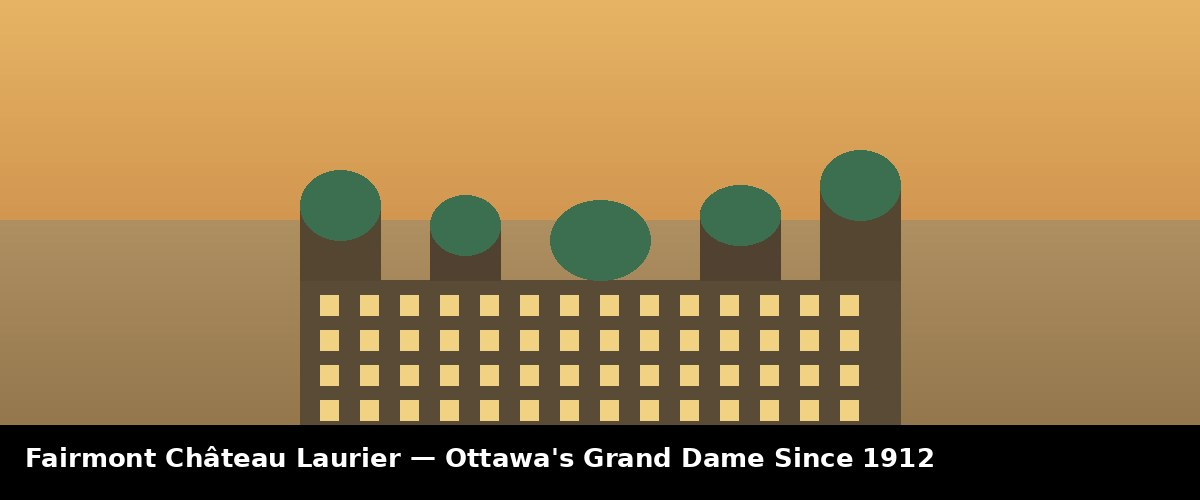 Fairmont Château Laurier — Ottawa's Grand Dame Since 1912